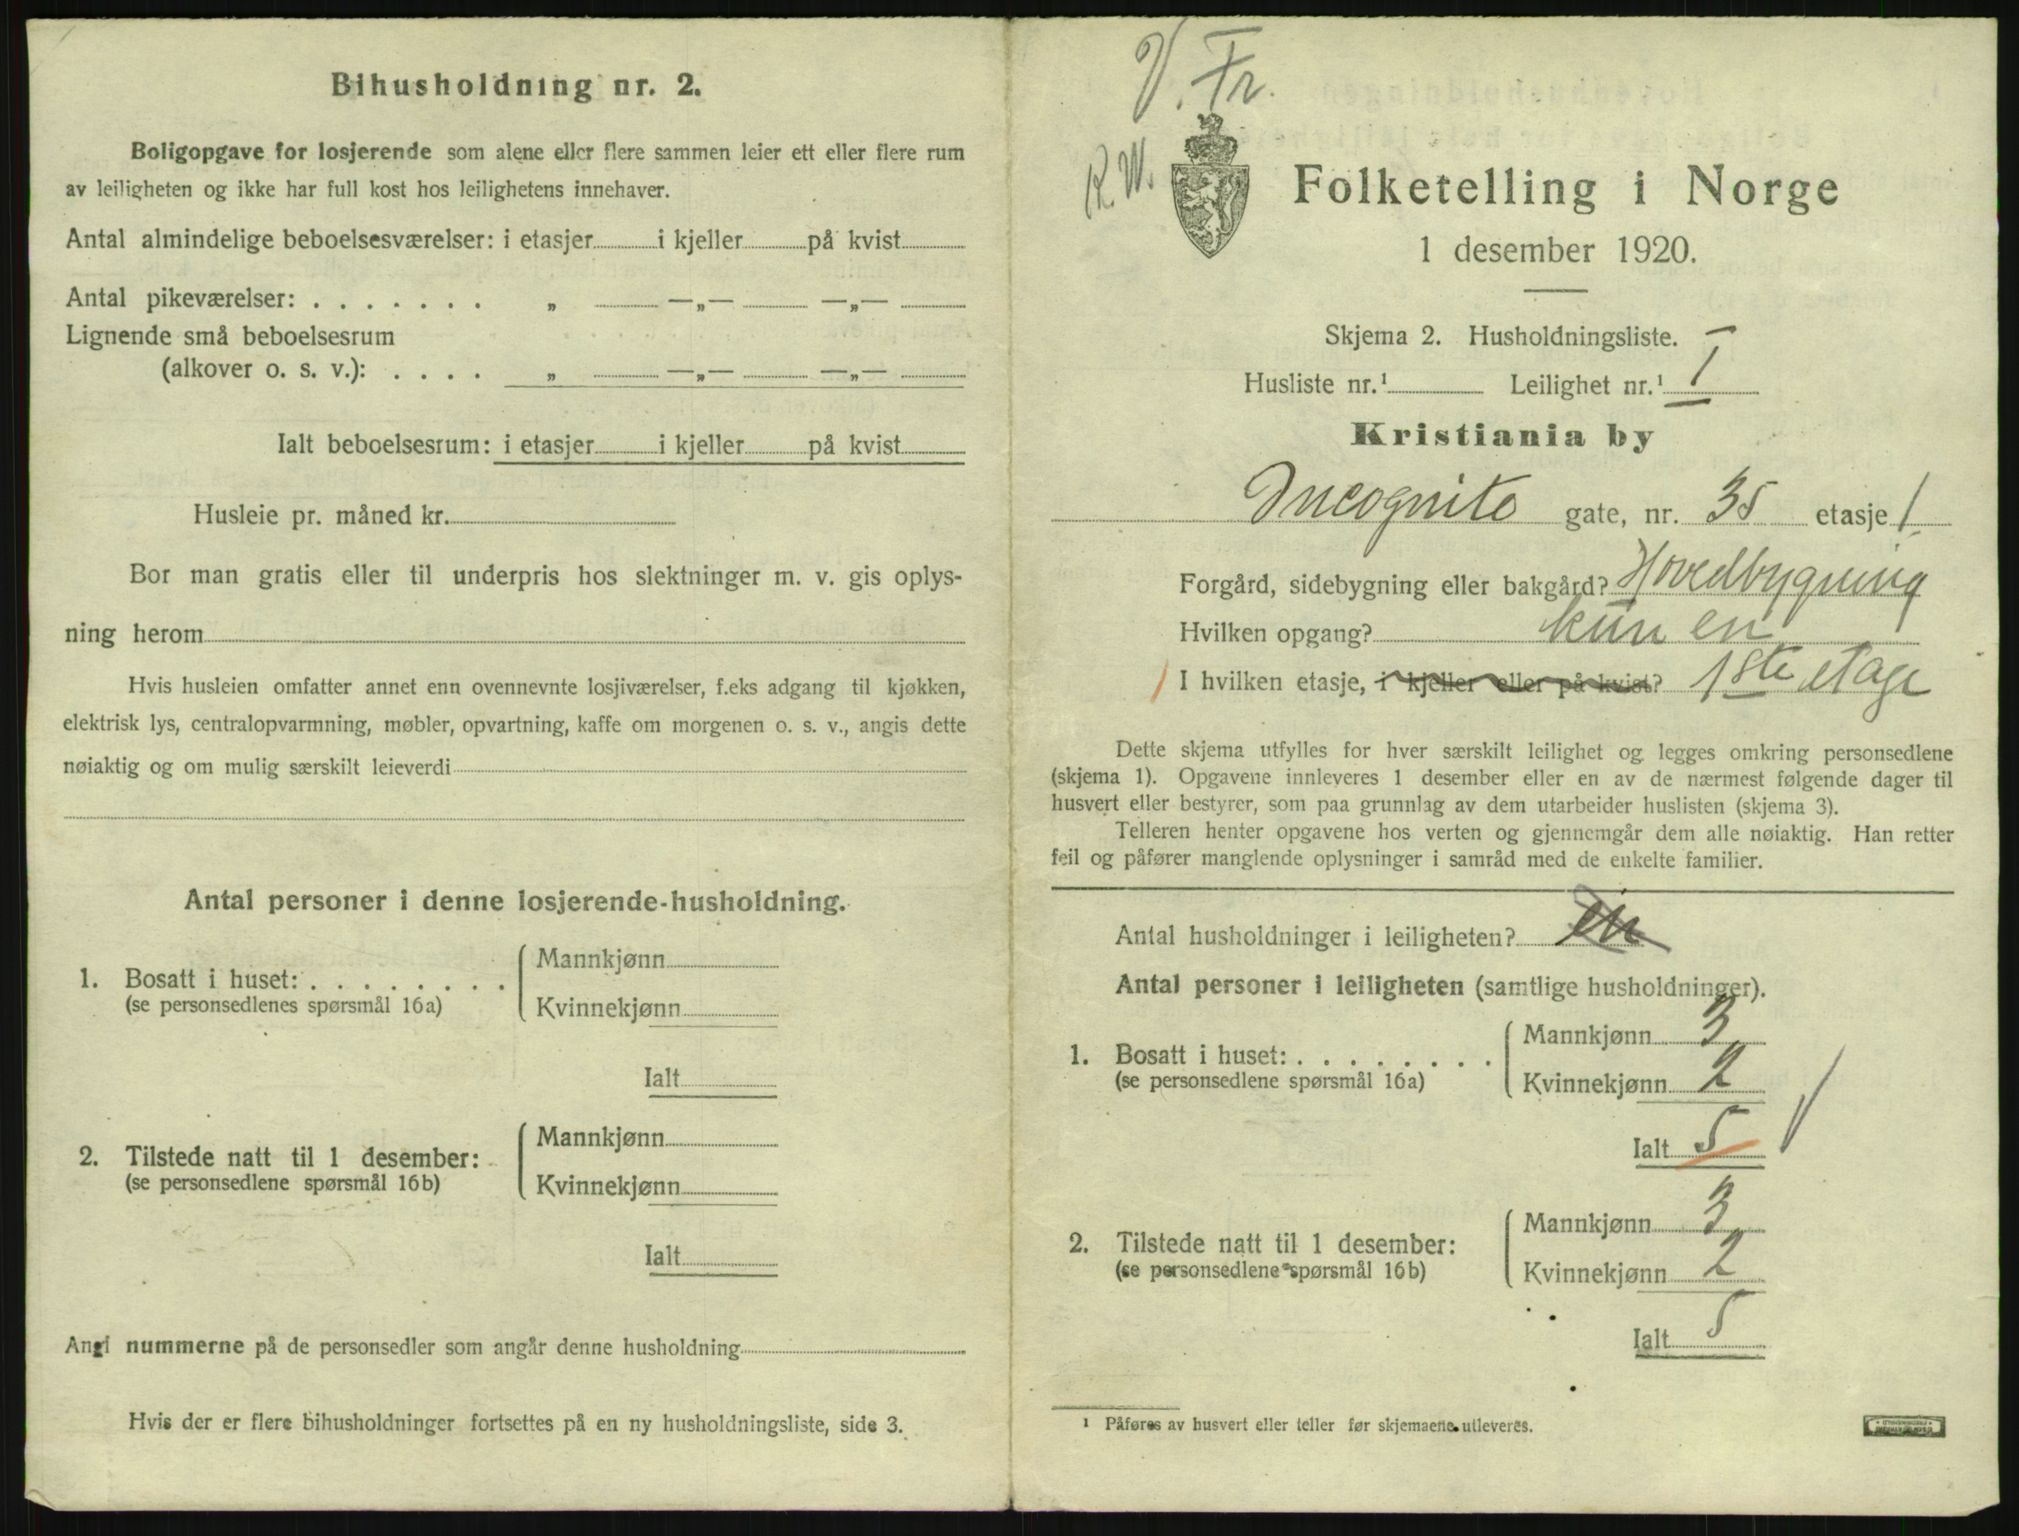 Bihusholdning nr. 2.
Boligopgave for losjerende som alene eller flere sammen leier ett eller flere rum
av leiligheten og ikke har full kost hos leilighetens innehaver.
Antal almindelige beboelsesværelser: i etasjer i kjeller på kvist
Antal pikeværelser: . . . . . . . „ —„— —„—
Lignende små beboelsesrum
(alkover o. s. v.): . . . . „ —„— —„—
Ialt beboelsesrum: i etasjer i kjeller på kvist
Husleie pr. måned kr.
Bor man gratis eller til underpris hos slektninger m. v. gis oplys-
ning herom
Hvis husleien omfatter annet enn ovennevnte losjiværelser, f.eks adgang til kjøkken,
elektrisk lys, centralopvarmning, møbler, opvartning, kaffe om morgenen o. s. v., angis dette
nøiaktig og om mulig særskilt leieverdi
Antal personer i denne losjerende-husholdning.
1. Bosatt i huset: . . . . . . . .
(se personsedlenes spørsmål 16a)
Mannkjønn
Kvinnekjønn
Ialt
2. Tilstede natt til 1 desember:
(se personsedlene spørsmål 16b)
Mannkjønn
Kvinnekjønn
Ialt
Angi nummerne på de personsedler som angår denne husholdning
Hvis der er flere bihusholdninger fortsettes på en ny husholdningsliste, side 3.
V. Fr.
R. W.
Folketelling i Norge
1 desember 1920.
Skjema 2. Husholdningsliste.
Husliste nr.¹ Leilighet nr.¹ I
Kristiania by
Incognito gate, nr. 35 etasje 1
Forgård, sidebygning eller bakgård? Hovedbygning
Hvilken opgang? kun en
I hvilken etasje, i kjeller eller på kvist? 1ste etage
Dette skjema utfylles for hver særskilt leilighet og legges omkring personsedlene
(skjema 1). Opgavene innleveres 1 desember eller en av de nærmest følgende dager til
husvert eller bestyrer, som paa grunnlag av dem utarbeider huslisten (skjema 3).
Telleren henter opgavene hos verten og gjennemgår dem alle nøiaktig. Han retter
feil og påfører manglende oplysninger i samråd med de enkelte familier.
Antal husholdninger i leiligheten? en
Antal personer i leiligheten (samtlige husholdninger).
1. Bosatt i huset: . . . . . . . .
(se personsedlene spørsmål 16a)
Mannkjønn 3
Kvinnekjønn 2
Ialt 5
2. Tilstede natt til 1 desember:
(se personsedlene spørsmål 16b)
Mannkjønn 3
Kvinnekjønn 2
Ialt 5
¹ Påføres av husvert eller teller før skjemaene utleveres.